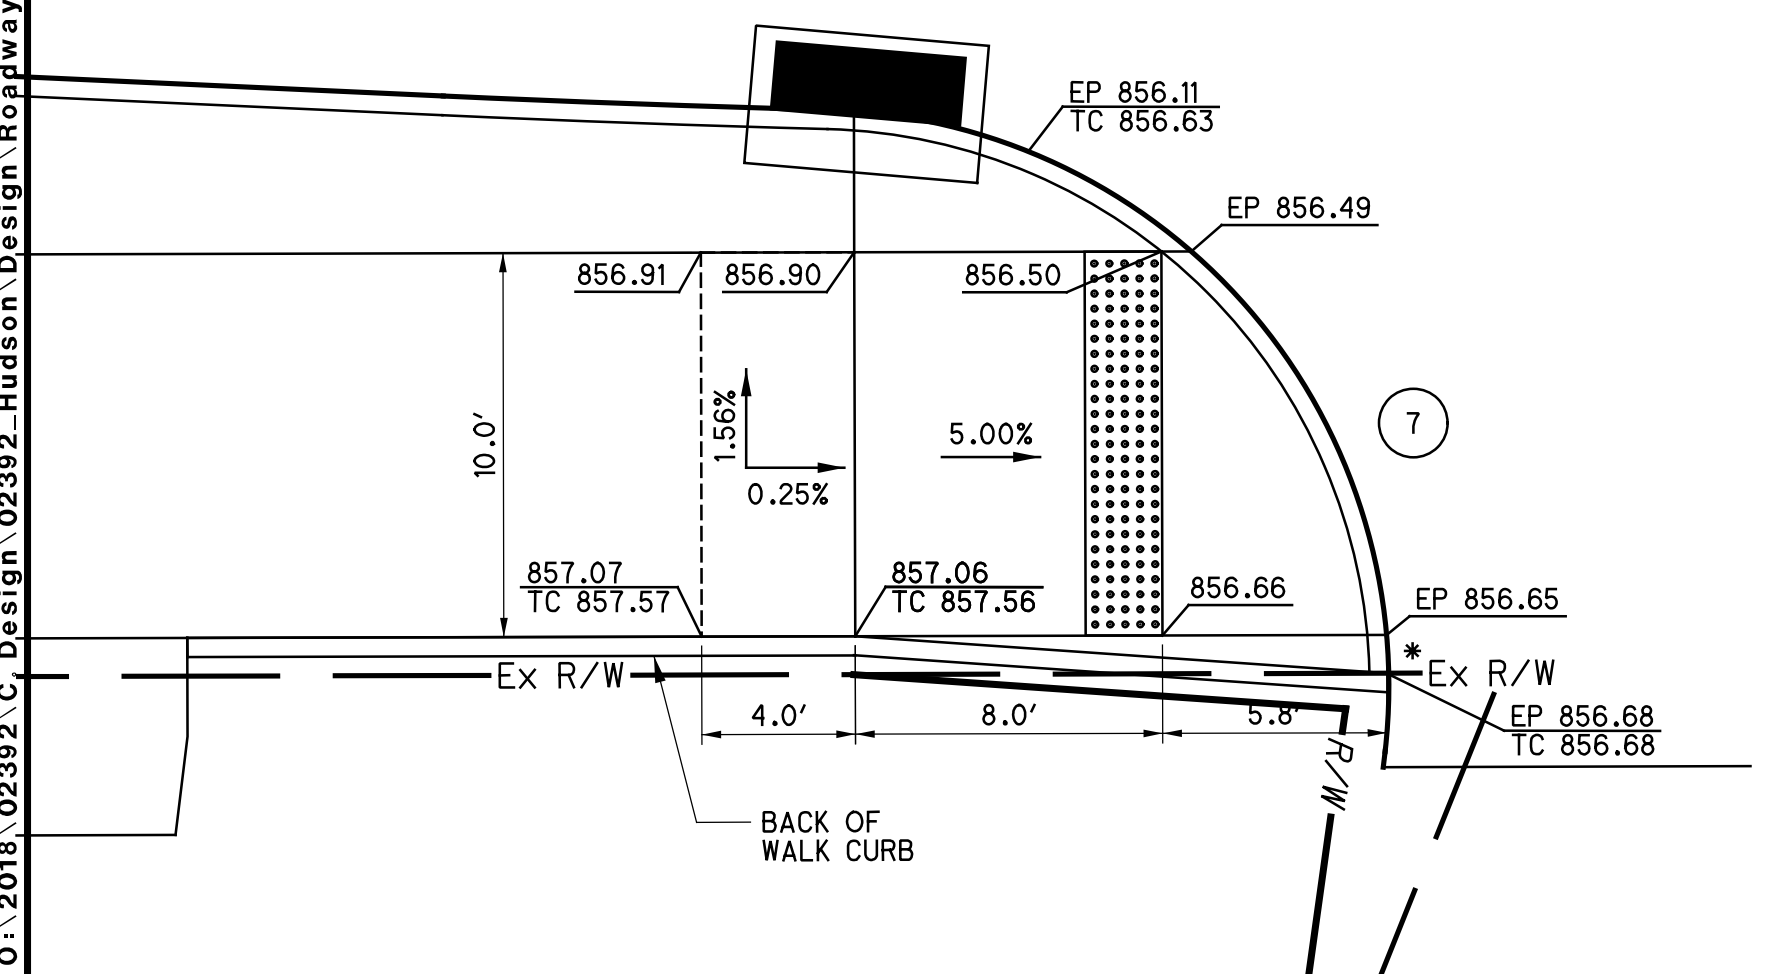 O:\2018\02392\C_Design\02392_Hudson\Design\Roadway
EP 856.11
TC 856.63
EP 856.49
856.91
856.90
856.50
10.0'
1.56%
0.25%
5.00%
7
857.07
TC 857.57
857.06
TC 857.56
856.66
EP 856.65
*
Ex R/W
Ex R/W
4.0'
8.0'
5.8'
EP 856.68
TC 856.68
R/W
BACK OF
WALK CURB